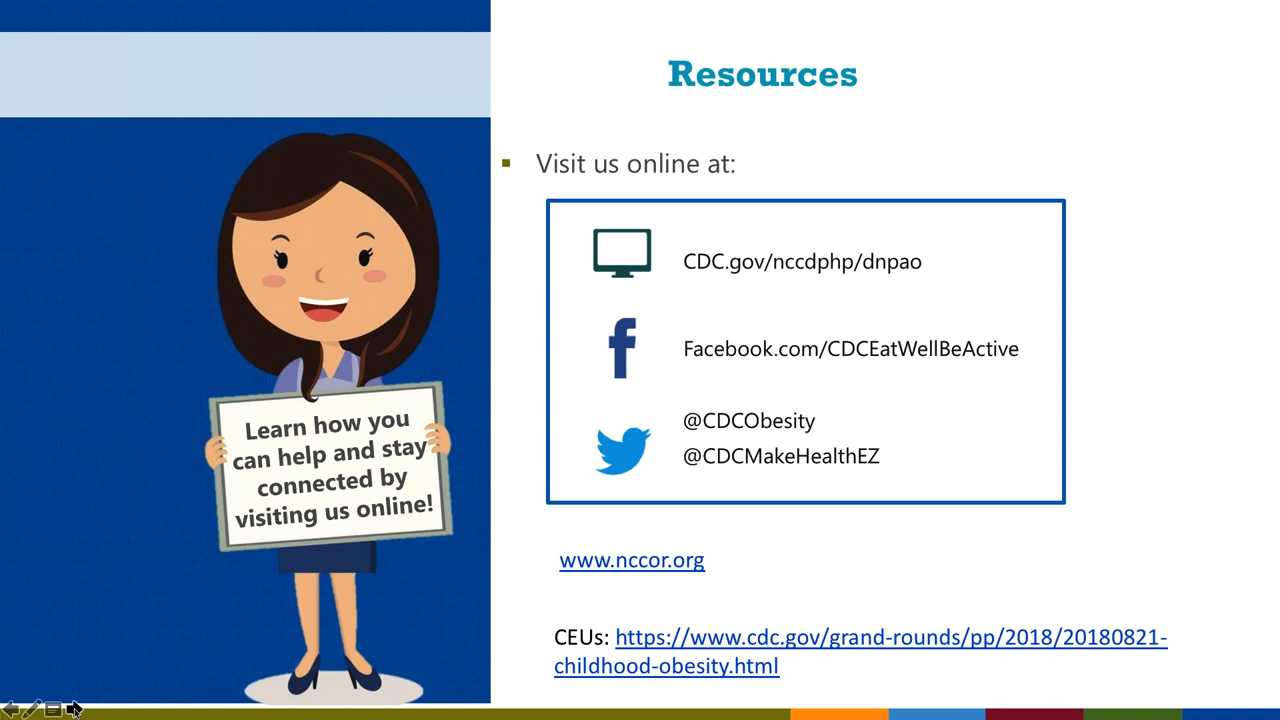 Resources
Visit us online at:
CDC.gov/nccdphp/dnpao
Facebook.com/CDCEatWellBeActive
@CDCObesity
@CDCMakeHealthEZ
Learn how you
can help and stay
connected by
visiting us online!
www.nccor.org
CEUs: https://www.cdc.gov/grand-rounds/pp/2018/20180821-
childhood-obesity.html